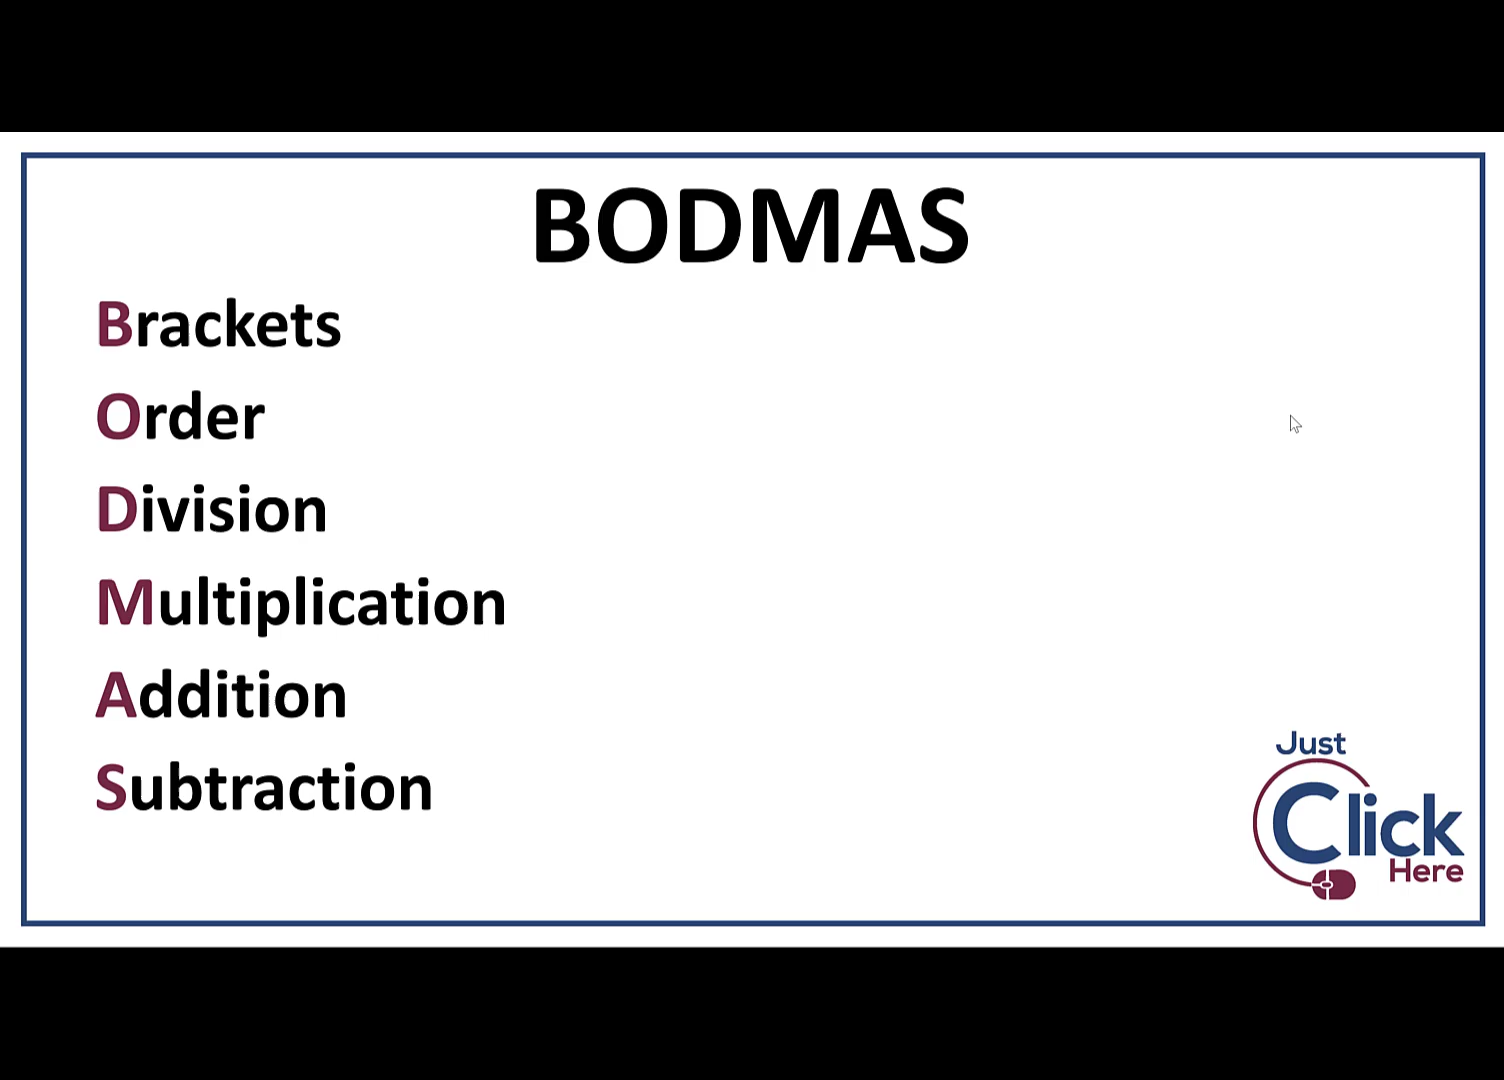 BODMAS
Brackets
Order
Division
Multiplication
Addition
Subtraction
Just
Click
Here